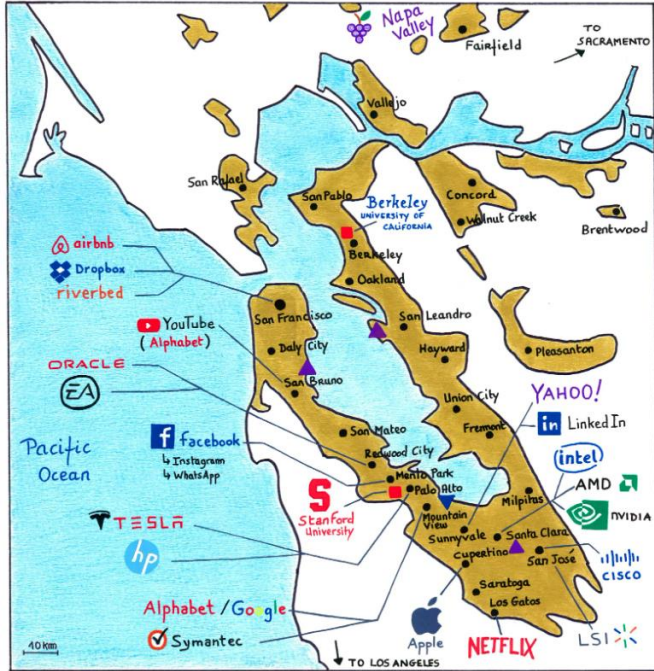 Napa
Valley
Fairfield
TO
SACRAMENTO
Vallejo
San Rafael
San Pablo
Concord
Berkeley
UNIVERSITY OF
CALIFORNIA
Walnut Creek
Brentwood
airbnb
Dropbox
riverbed
Berkeley
Oakland
San Francisco
San Leandro
YouTube
(Alphabet)
Daly City
Hayward
Pleasanton
ORACLE
EA
San Bruno
YAHOO!
Union City
in LinkedIn
San Mateo
Fremont
Pacific
Ocean
f facebook
↳ Instagram
↳ WhatsApp
Redwood City
intel
Menlo Park
AMD
S
Stanford
University
Palo Alto
Milpitas
nVIDIA
TESLA
Mountain
View
Sunnyvale
Santa Clara
hp
Cupertino
San José
CISCO
Saratoga
Alphabet / Google
Los Gatos
Symantec
Apple
NETFLIX
LSI
10 km
TO LOS ANGELES